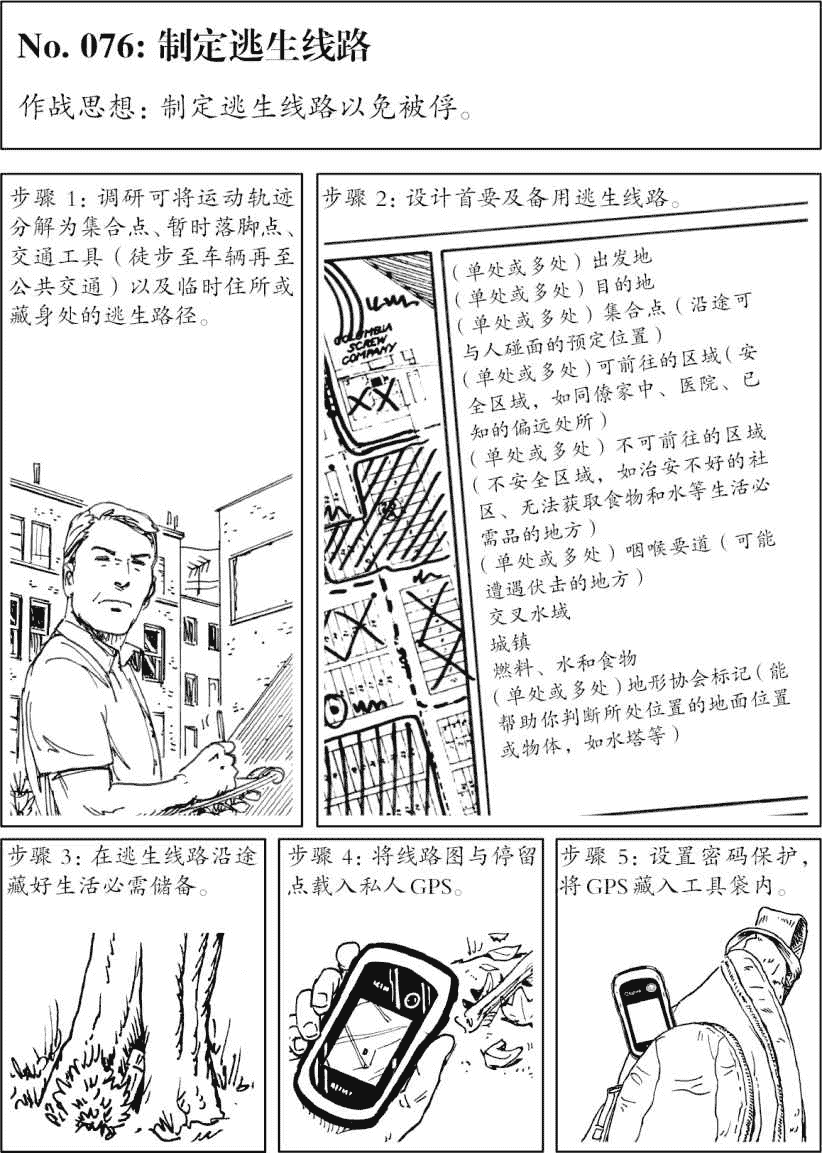 No. 076: 制定逃生线路
作战思想：制定逃生线路以免被俘。
步骤 1：调研可将运动轨迹
分解为集合点、暂时落脚点、
交通工具（徒步至车辆再至
公共交通）以及临时住所或
藏身处的逃生路径。
步骤 2：设计首要及备用逃生线路。
COLUMBIA
SCREW
COMPANY
（单处或多处）出发地
（单处或多处）目的地
（单处或多处）集合点（沿途可
与人碰面的预定位置）
（单处或多处）可前往的区域（安
全区域，如同僚家中、医院、已
知的偏远处所）
（单处或多处）不可前往的区域
（不安全区域，如治安不好的社
区、无法获取食物和水等生活必
需品的地方）
（单处或多处）咽喉要道（可能
遭遇伏击的地方）
交叉水域
城镇
燃料、水和食物
（单处或多处）地形协会标记（能
帮助你判断所处位置的地面位置
或物体，如水塔等）
步骤 3：在逃生线路沿途
藏好生活必需储备。
步骤 4：将线路图与停留
点载入私人GPS。
步骤 5：设置密码保护，
将GPS藏入工具袋内。